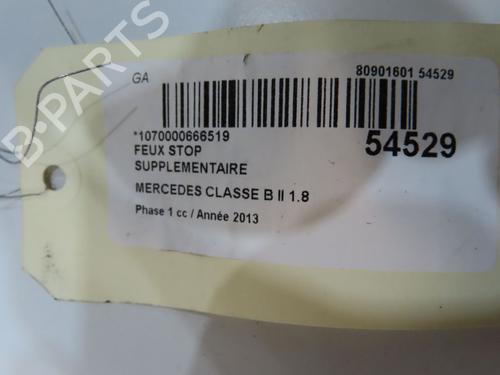 GA
80901601 54529
*1070000666519
54529
FEUX STOP
SUPPLEMENTAIRE
MERCEDES CLASSE B II 1.8
Phase 1 cc / Année 2013
B-PARTS